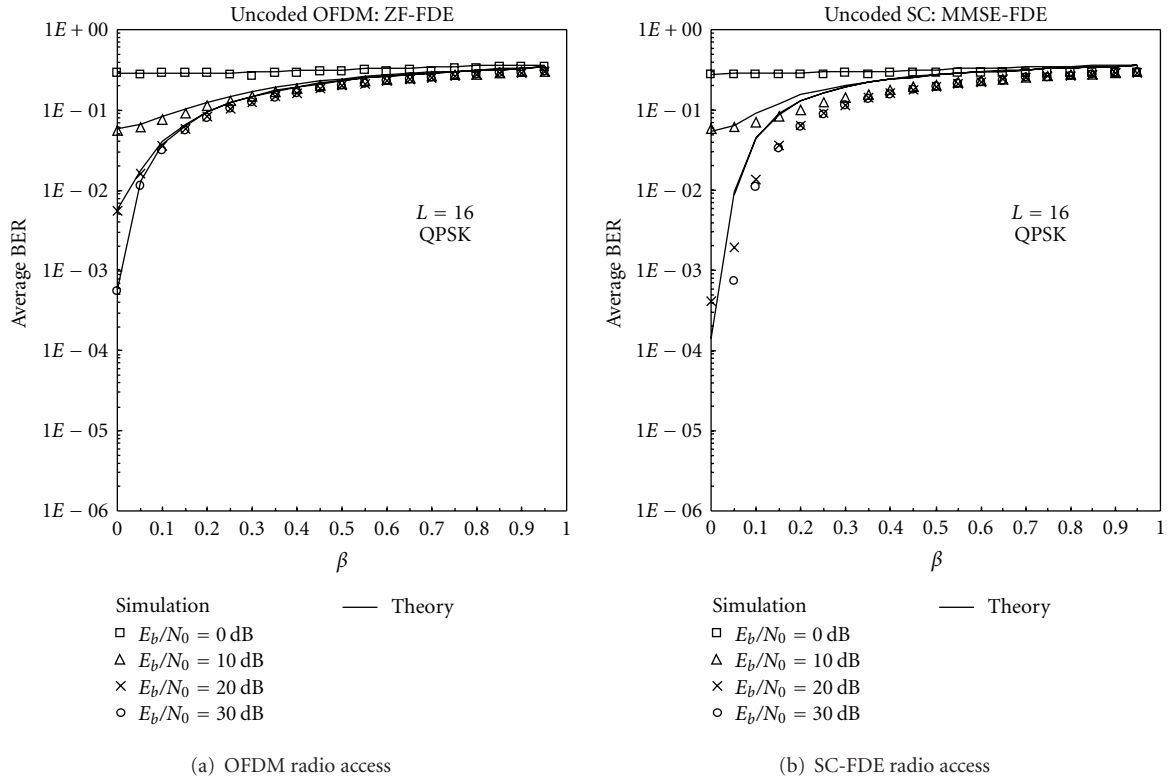 Uncoded OFDM: ZF-FDE
1E + 00
1E − 01
1E − 02
1E − 03
1E − 04
1E − 05
1E − 06
Average BER
L = 16
QPSK
0 0.1 0.2 0.3 0.4 0.5 0.6 0.7 0.8 0.9 1
β
Simulation
Theory
E_b/N_0 = 0 dB
E_b/N_0 = 10 dB
E_b/N_0 = 20 dB
E_b/N_0 = 30 dB
(a) OFDM radio access
Uncoded SC: MMSE-FDE
1E + 00
1E − 01
1E − 02
1E − 03
1E − 04
1E − 05
1E − 06
Average BER
L = 16
QPSK
0 0.1 0.2 0.3 0.4 0.5 0.6 0.7 0.8 0.9 1
β
Simulation
Theory
E_b/N_0 = 0 dB
E_b/N_0 = 10 dB
E_b/N_0 = 20 dB
E_b/N_0 = 30 dB
(b) SC-FDE radio access